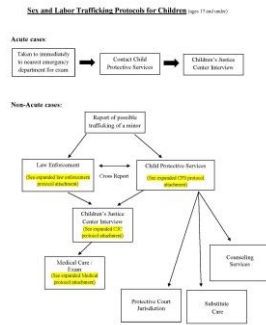 Sex and Labor Trafficking Protocols for Children (ages 17 and under)
Acute cases:
Taken to immediately
to nearest emergency
department for exam
Contact Child
Protective Services
Children's Justice
Center Interview
Non-Acute cases:
Report of possible
trafficking of a minor
Law Enforcement
(See expanded law enforcement
protocol attachment)
Cross Report
Child Protective Services
(See expanded CPS protocol
attachment)
Children's Justice
Center Interview
(See expanded CJC
protocol attachment)
Medical Care /
Exam
(See expanded Medical
protocol attachment)
Counseling
Services
Protective Court
Jurisdiction
Substitute
Care